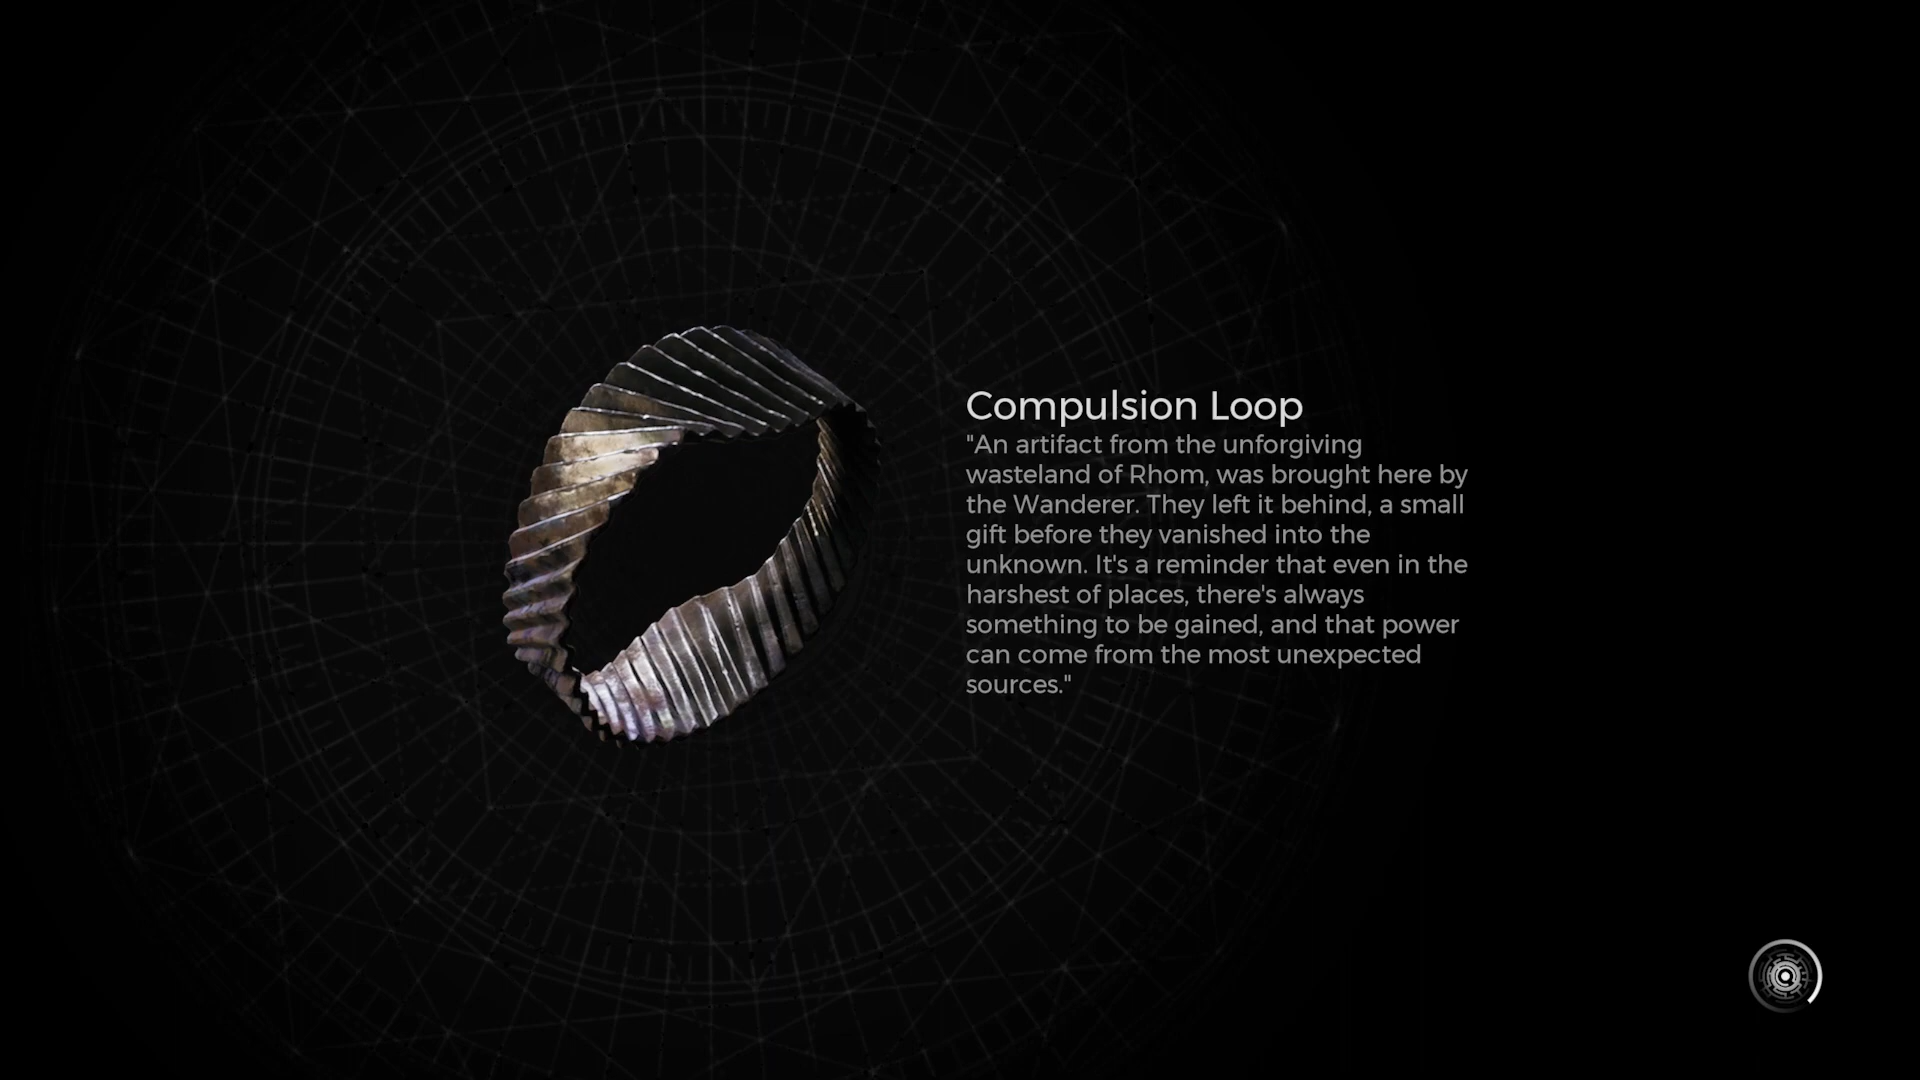 Compulsion Loop
"An artifact from the unforgiving
wasteland of Rhom, was brought here by
the Wanderer. They left it behind, a small
gift before they vanished into the
unknown. It's a reminder that even in the
harshest of places, there's always
something to be gained, and that power
can come from the most unexpected
sources."